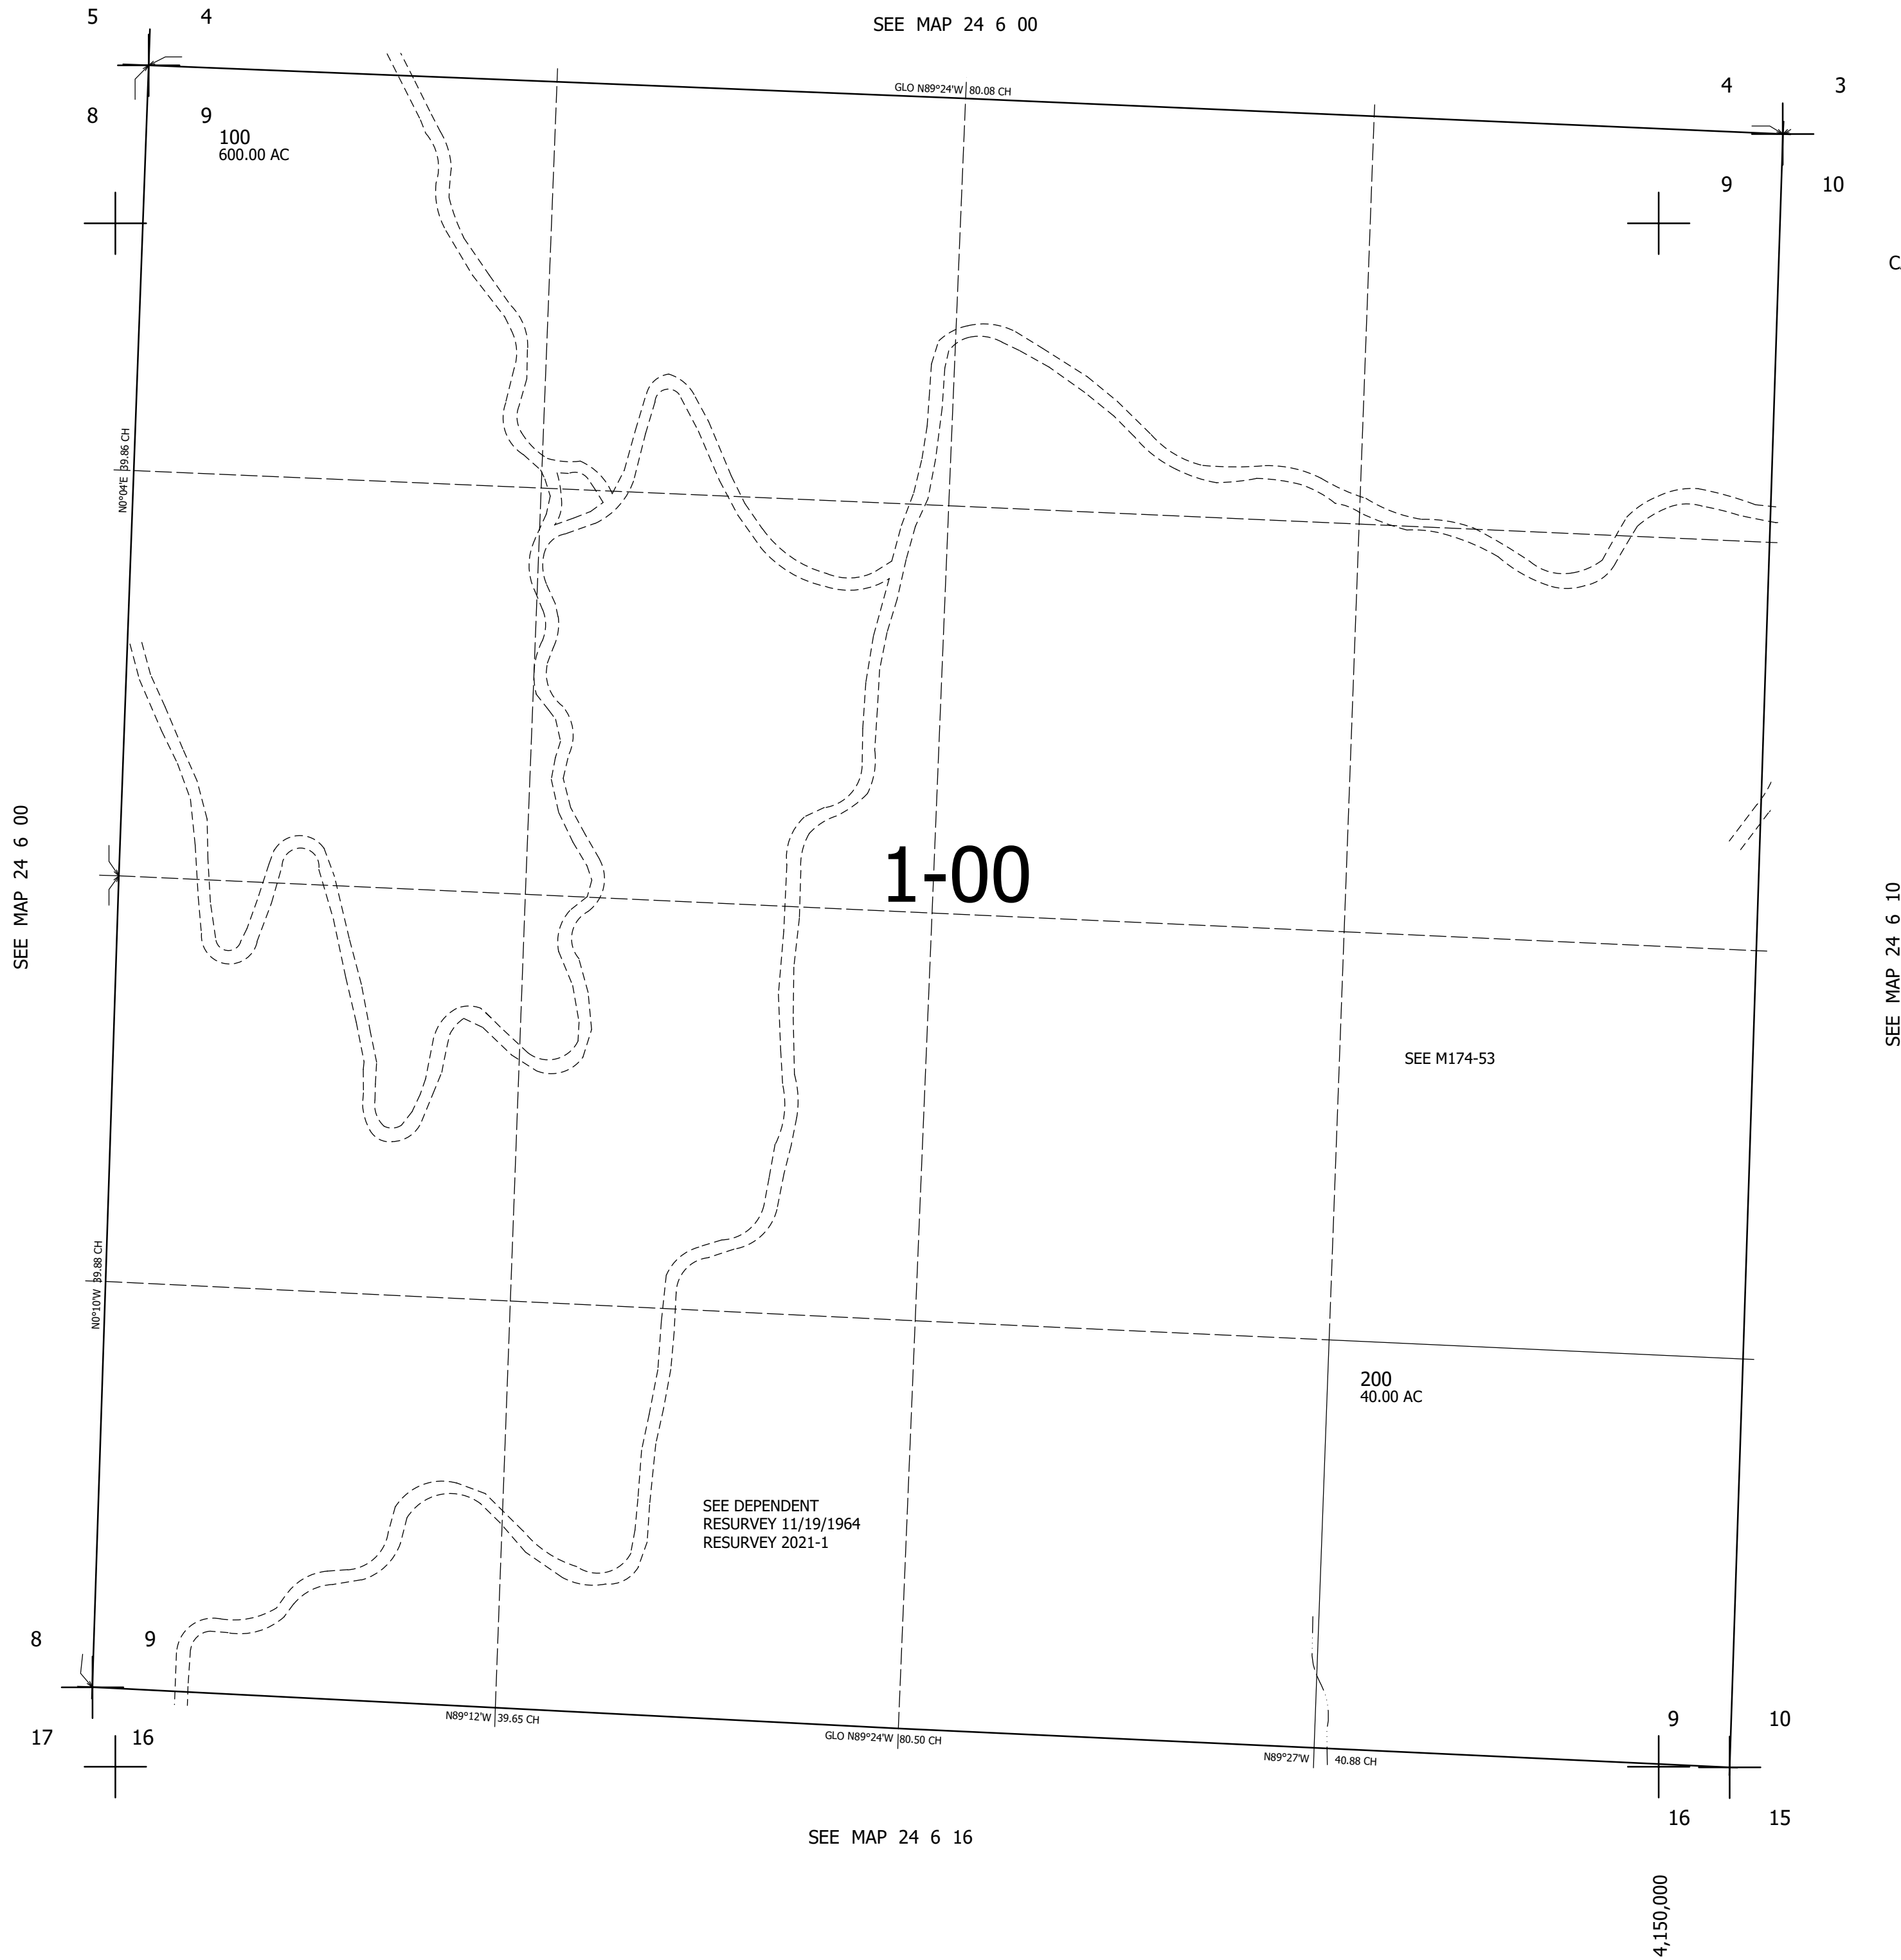 5 4
SEE MAP 24 6 00
GLO N89°24'W 80.08 CH
4 3
8 9
100
600.00 AC
9 10
C
N0°04'E 39.86 CH
SEE MAP 24 6 00
1-00
SEE MAP 24 6 10
SEE M174-53
N0°10'W 39.88 CH
200
40.00 AC
SEE DEPENDENT
RESURVEY 11/19/1964
RESURVEY 2021-1
8 9
N89°12'W 39.65 CH
GLO N89°24'W 80.50 CH
N89°27'W 40.88 CH
9 10
17 16
16 15
SEE MAP 24 6 16
4,150,000